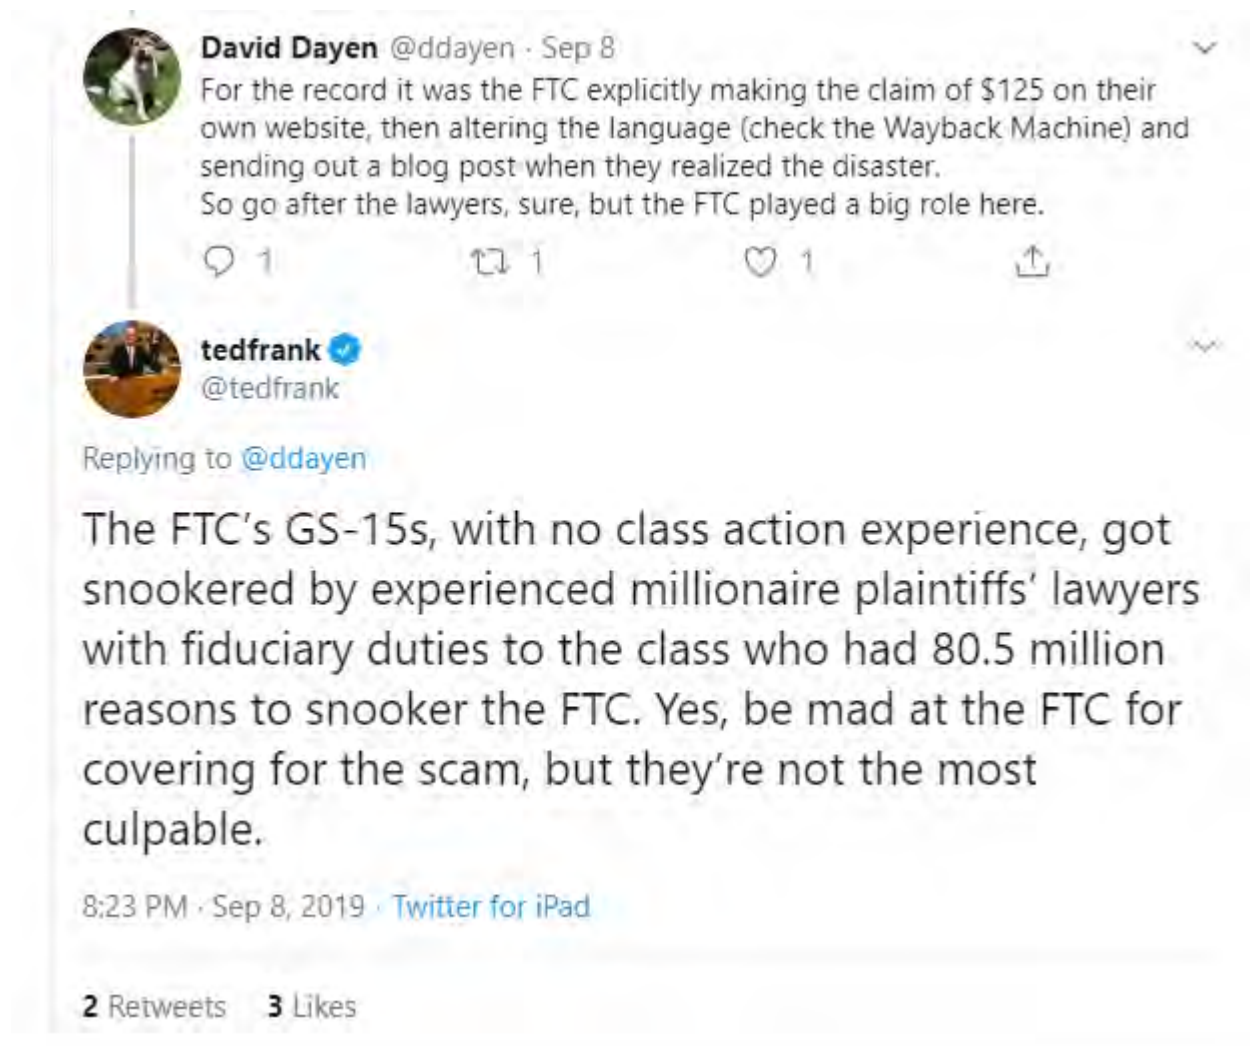 David Dayen @ddayen · Sep 8
For the record it was the FTC explicitly making the claim of $125 on their
own website, then altering the language (check the Wayback Machine) and
sending out a blog post when they realized the disaster.
So go after the lawyers, sure, but the FTC played a big role here.
1 1 1
tedfrank
@tedfrank
Replying to @ddayen
The FTC’s GS-15s, with no class action experience, got
snookered by experienced millionaire plaintiffs’ lawyers
with fiduciary duties to the class who had 80.5 million
reasons to snooker the FTC. Yes, be mad at the FTC for
covering for the scam, but they’re not the most
culpable.
8:23 PM · Sep 8, 2019 · Twitter for iPad
2 Retweets 3 Likes